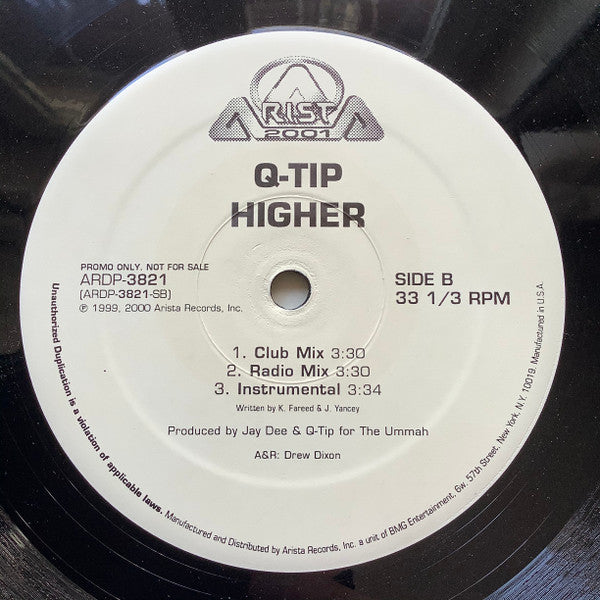 ARISTA
2001
Q-TIP
HIGHER
PROMO ONLY, NOT FOR SALE
ARDP-3821
(ARDP-3821-SB)
℗ 1999, 2000 Arista Records, Inc.
SIDE B
33 1/3 RPM
1. Club Mix 3:30
2. Radio Mix 3:30
3. Instrumental 3:34
Written by K. Fareed & J. Yancey
Produced by Jay Dee & Q-Tip for The Ummah
A&R: Drew Dixon
Unauthorized Duplication is a violation of applicable laws. Manufactured and Distributed by Arista Records, Inc. a unit of BMG Entertainment, 6w. 57th Street, New York, N.Y. 10019. Manufactured in U.S.A.